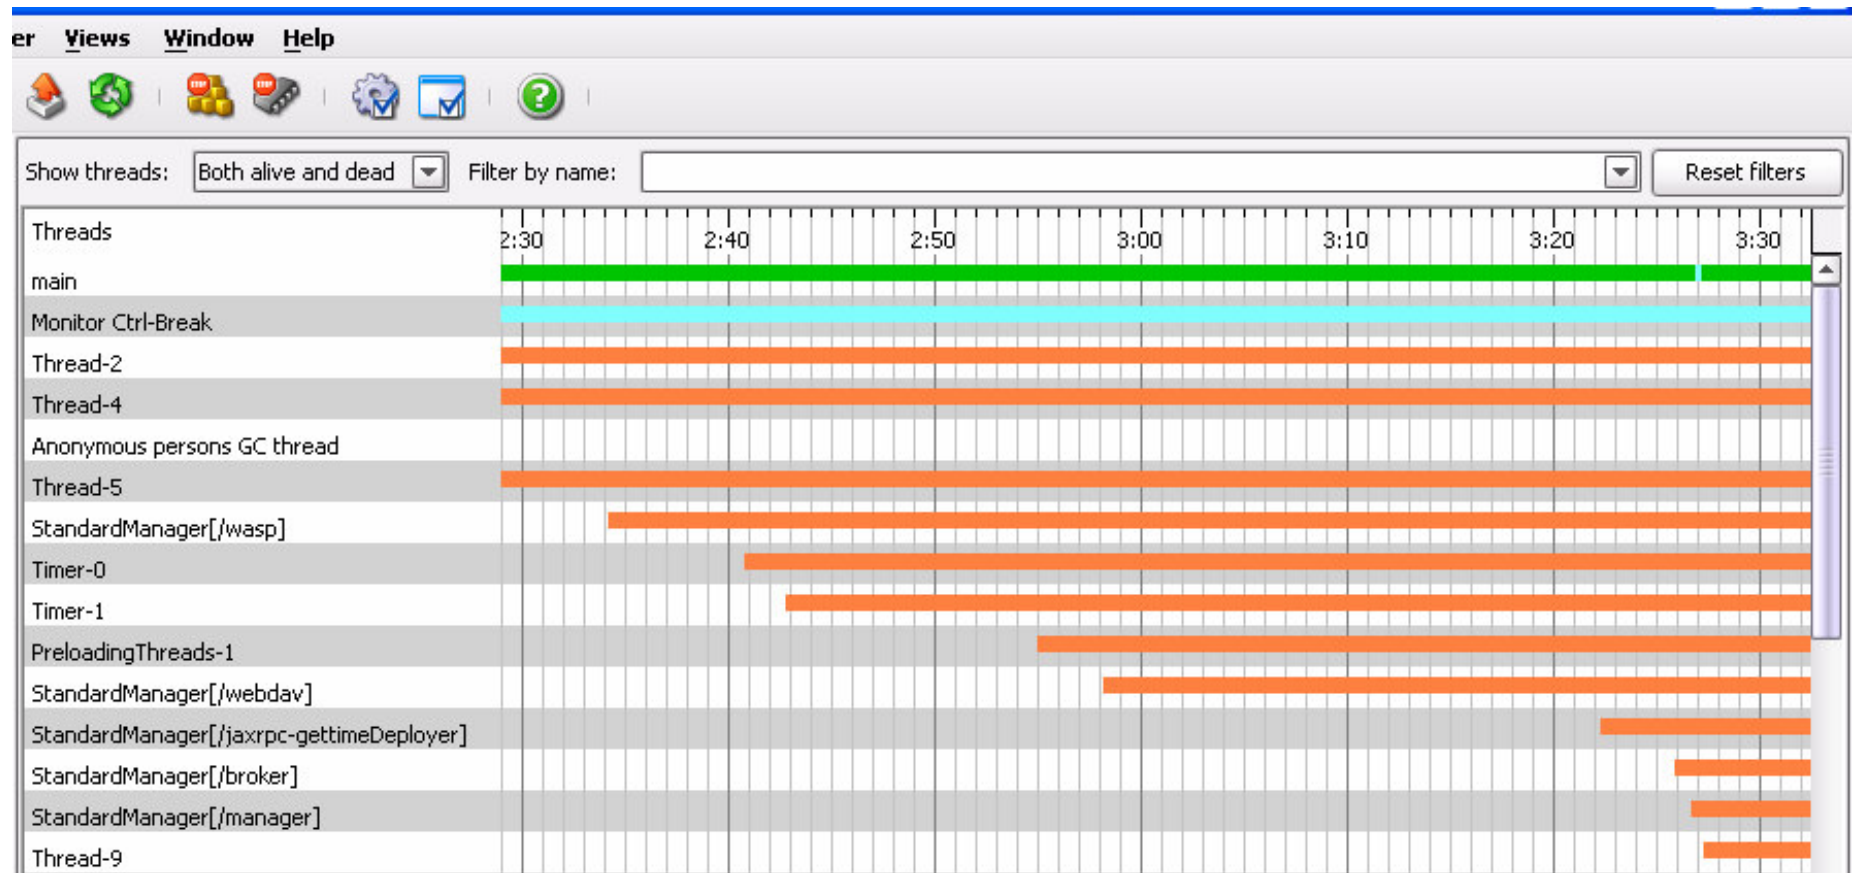 er Views Window Help
Show threads: Both alive and dead Filter by name: Reset filters
Threads 2:30 2:40 2:50 3:00 3:10 3:20 3:30
main
Monitor Ctrl-Break
Thread-2
Thread-4
Anonymous persons GC thread
Thread-5
StandardManager[/wasp]
Timer-0
Timer-1
PreloadingThreads-1
StandardManager[/webdav]
StandardManager[/jaxrpc-gettimeDeployer]
StandardManager[/broker]
StandardManager[/manager]
Thread-9